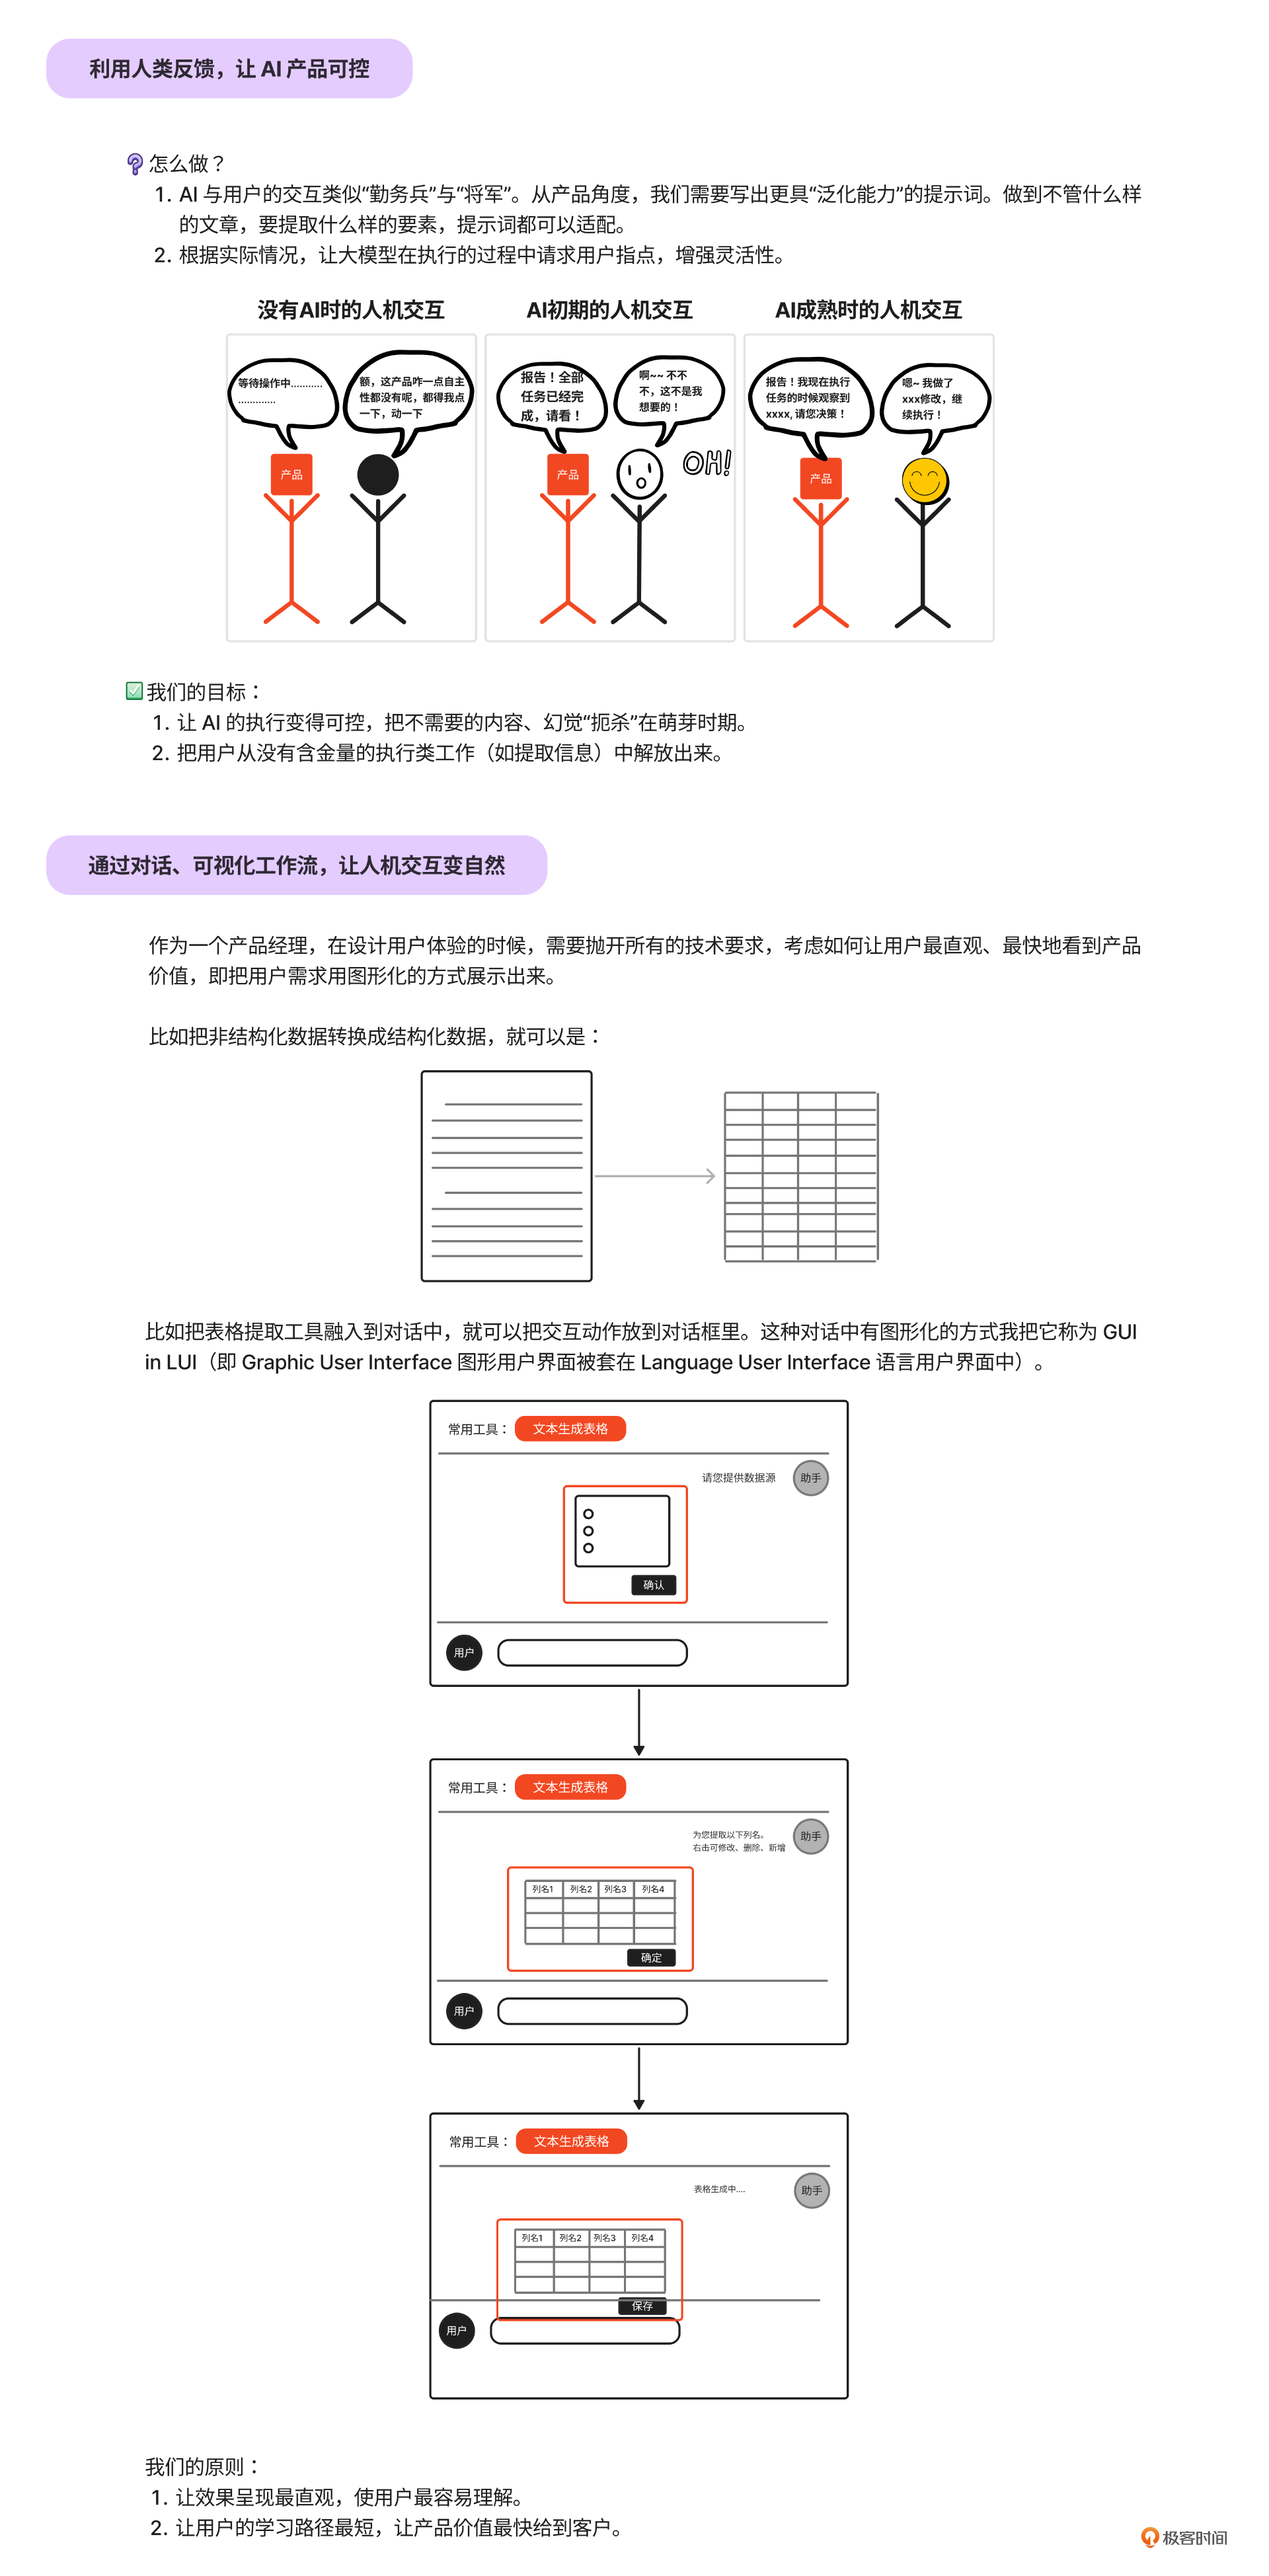 利用人类反馈，让 AI 产品可控
怎么做？
1. AI 与用户的交互类似“勤务兵”与“将军”。从产品角度，我们需要写出更具“泛化能力”的提示词。做到不管什么样
的文章，要提取什么样的要素，提示词都可以适配。
2. 根据实际情况，让大模型在执行的过程中请求用户指点，增强灵活性。
没有AI时的人机交互
AI初期的人机交互
AI成熟时的人机交互
等待操作中...........
.............
额，这产品咋一点自主
性都没有呢，都得我点
一下，动一下
产品
报告！全部
任务已经完
成，请看！
啊~~ 不不
不，这不是我
想要的！
OH!
产品
报告！我现在执行
任务的时候观察到
xxxx, 请您决策！
嗯~ 我做了
xxx修改，继
续执行！
产品
我们的目标：
1. 让 AI 的执行变得可控，把不需要的内容、幻觉“扼杀”在萌芽时期。
2. 把用户从没有含金量的执行类工作（如提取信息）中解放出来。
通过对话、可视化工作流，让人机交互变自然
作为一个产品经理，在设计用户体验的时候，需要抛开所有的技术要求，考虑如何让用户最直观、最快地看到产品
价值，即把用户需求用图形化的方式展示出来。
比如把非结构化数据转换成结构化数据，就可以是：
比如把表格提取工具融入到对话中，就可以把交互动作放到对话框里。这种对话中有图形化的方式我把它称为 GUI
in LUI（即 Graphic User Interface 图形用户界面被套在 Language User Interface 语言用户界面中）。
常用工具： 文本生成表格
请您提供数据源 助手
确认
用户
常用工具： 文本生成表格
为您提取以下列名。
右击可修改、删除、新增
助手
列名1 列名2 列名3 列名4
确定
用户
常用工具： 文本生成表格
表格生成中.... 助手
列名1 列名2 列名3 列名4
保存
用户
我们的原则：
1. 让效果呈现最直观，使用户最容易理解。
2. 让用户的学习路径最短，让产品价值最快给到客户。
极客时间